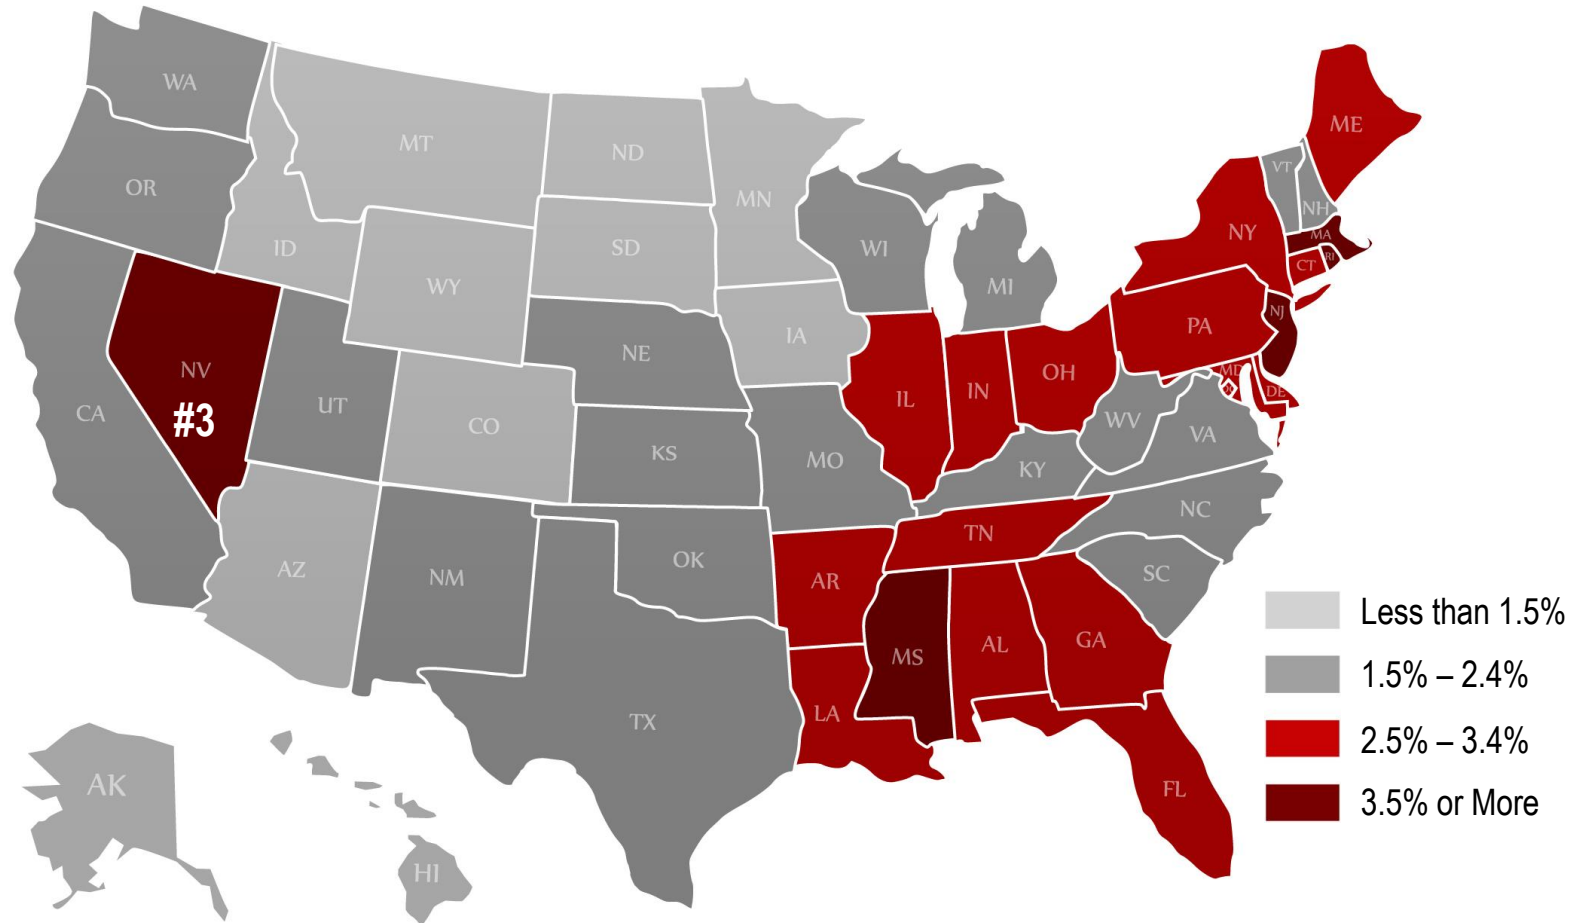 WA
MT
ND
MN
ME
OR
ID
SD
WI
VT
NH
NY
MA
WY
MI
CT
RI
NV
#3
NE
IA
PA
NJ
CA
UT
CO
IL
IN
OH
MD
DC
DE
KS
MO
WV
VA
KY
NC
AZ
NM
OK
AR
TN
SC
TX
LA
MS
AL
GA
FL
AK
HI
Less than 1.5%
1.5% – 2.4%
2.5% – 3.4%
3.5% or More